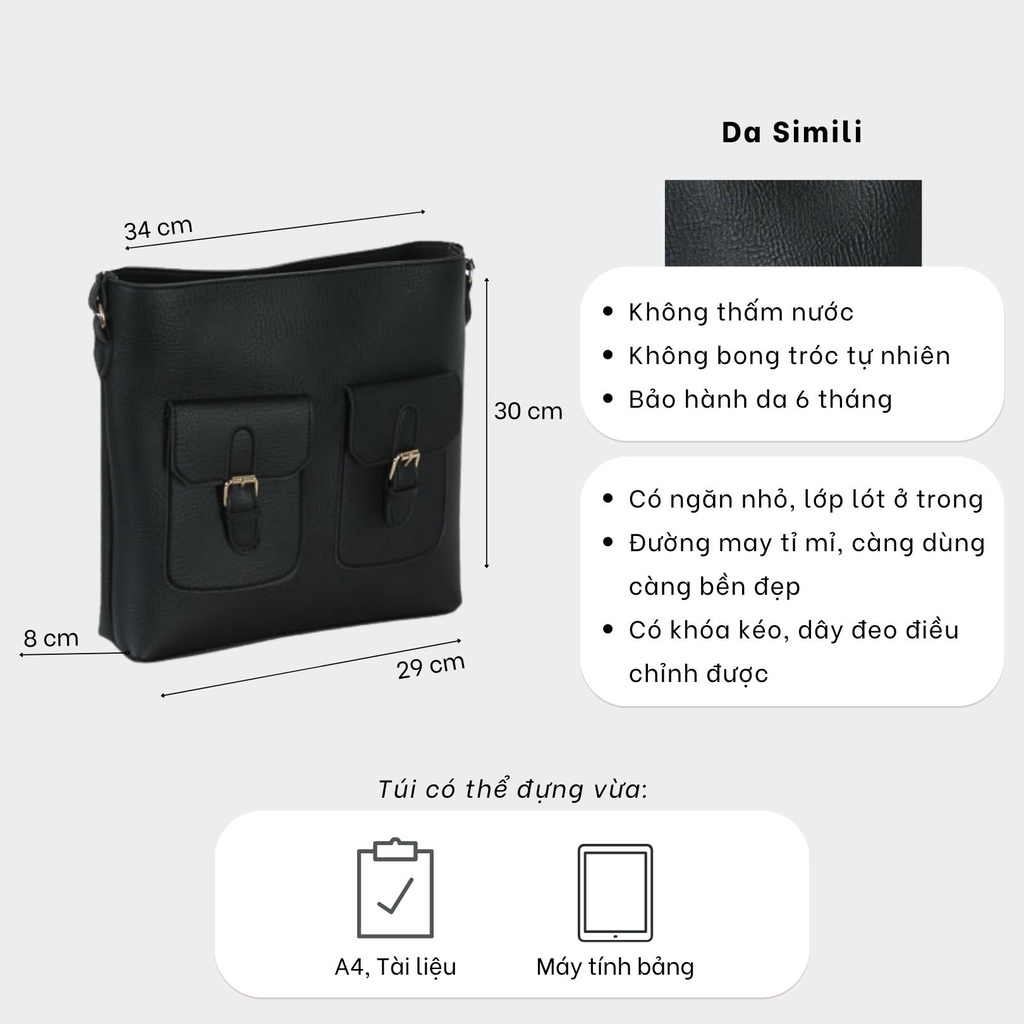 Da Simili
34 cm
30 cm
8 cm
29 cm
Không thấm nước
Không bong tróc tự nhiên
Bảo hành da 6 tháng
Có ngăn nhỏ, lớp lót ở trong
Đường may tỉ mỉ, càng dùng
càng bền đẹp
Có khóa kéo, dây đeo điều
chỉnh được
Túi có thể đựng vừa:
A4, Tài liệu
Máy tính bảng